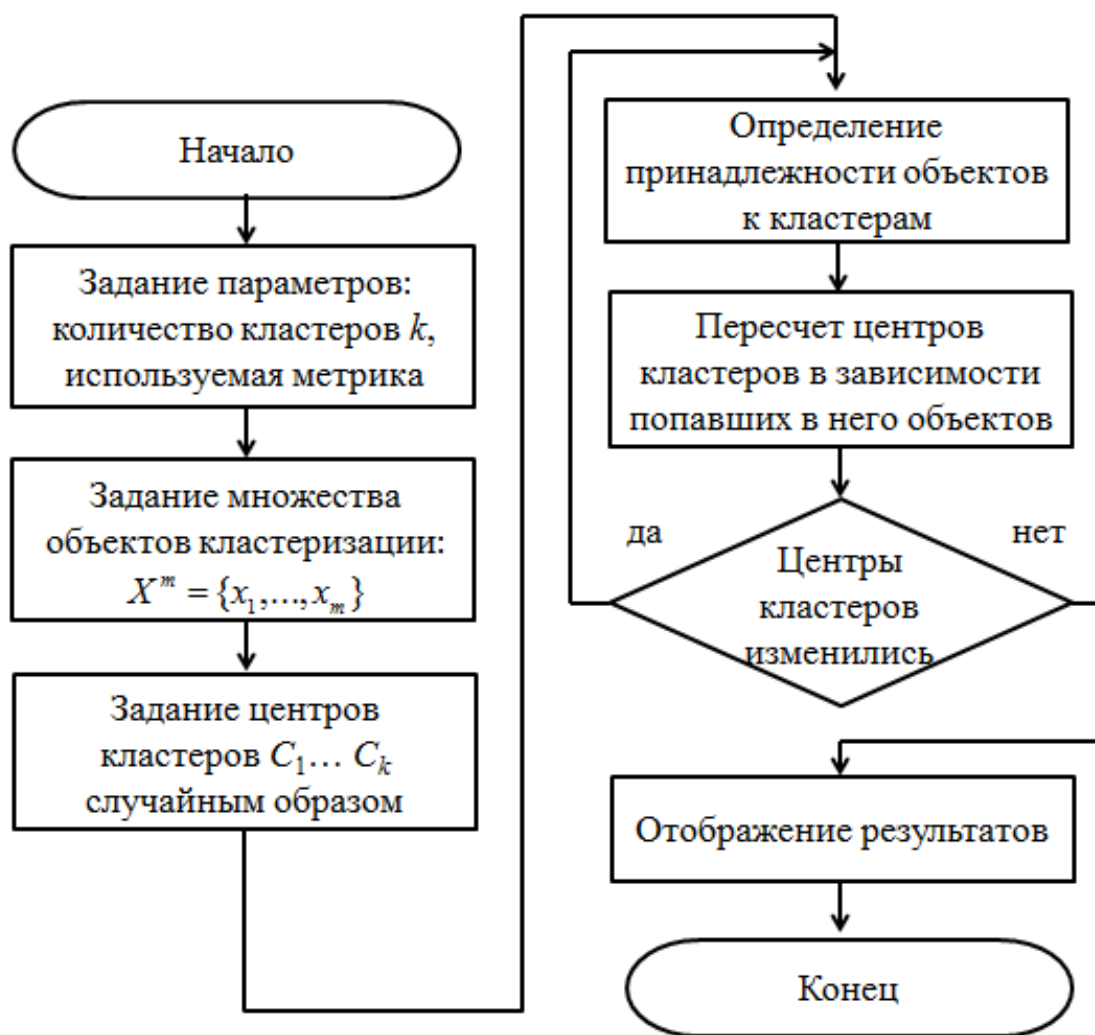 Начало
Задание параметров:
количество кластеров k,
используемая метрика
Задание множества
объектов кластеризации:
X^m = {x_1,...,x_m}
Задание центров
кластеров C_1... C_k
случайным образом
Определение
принадлежности объектов
к кластерам
Пересчет центров
кластеров в зависимости
попавших в него объектов
да
нет
Центры
кластеров
изменились
Отображение результатов
Конец